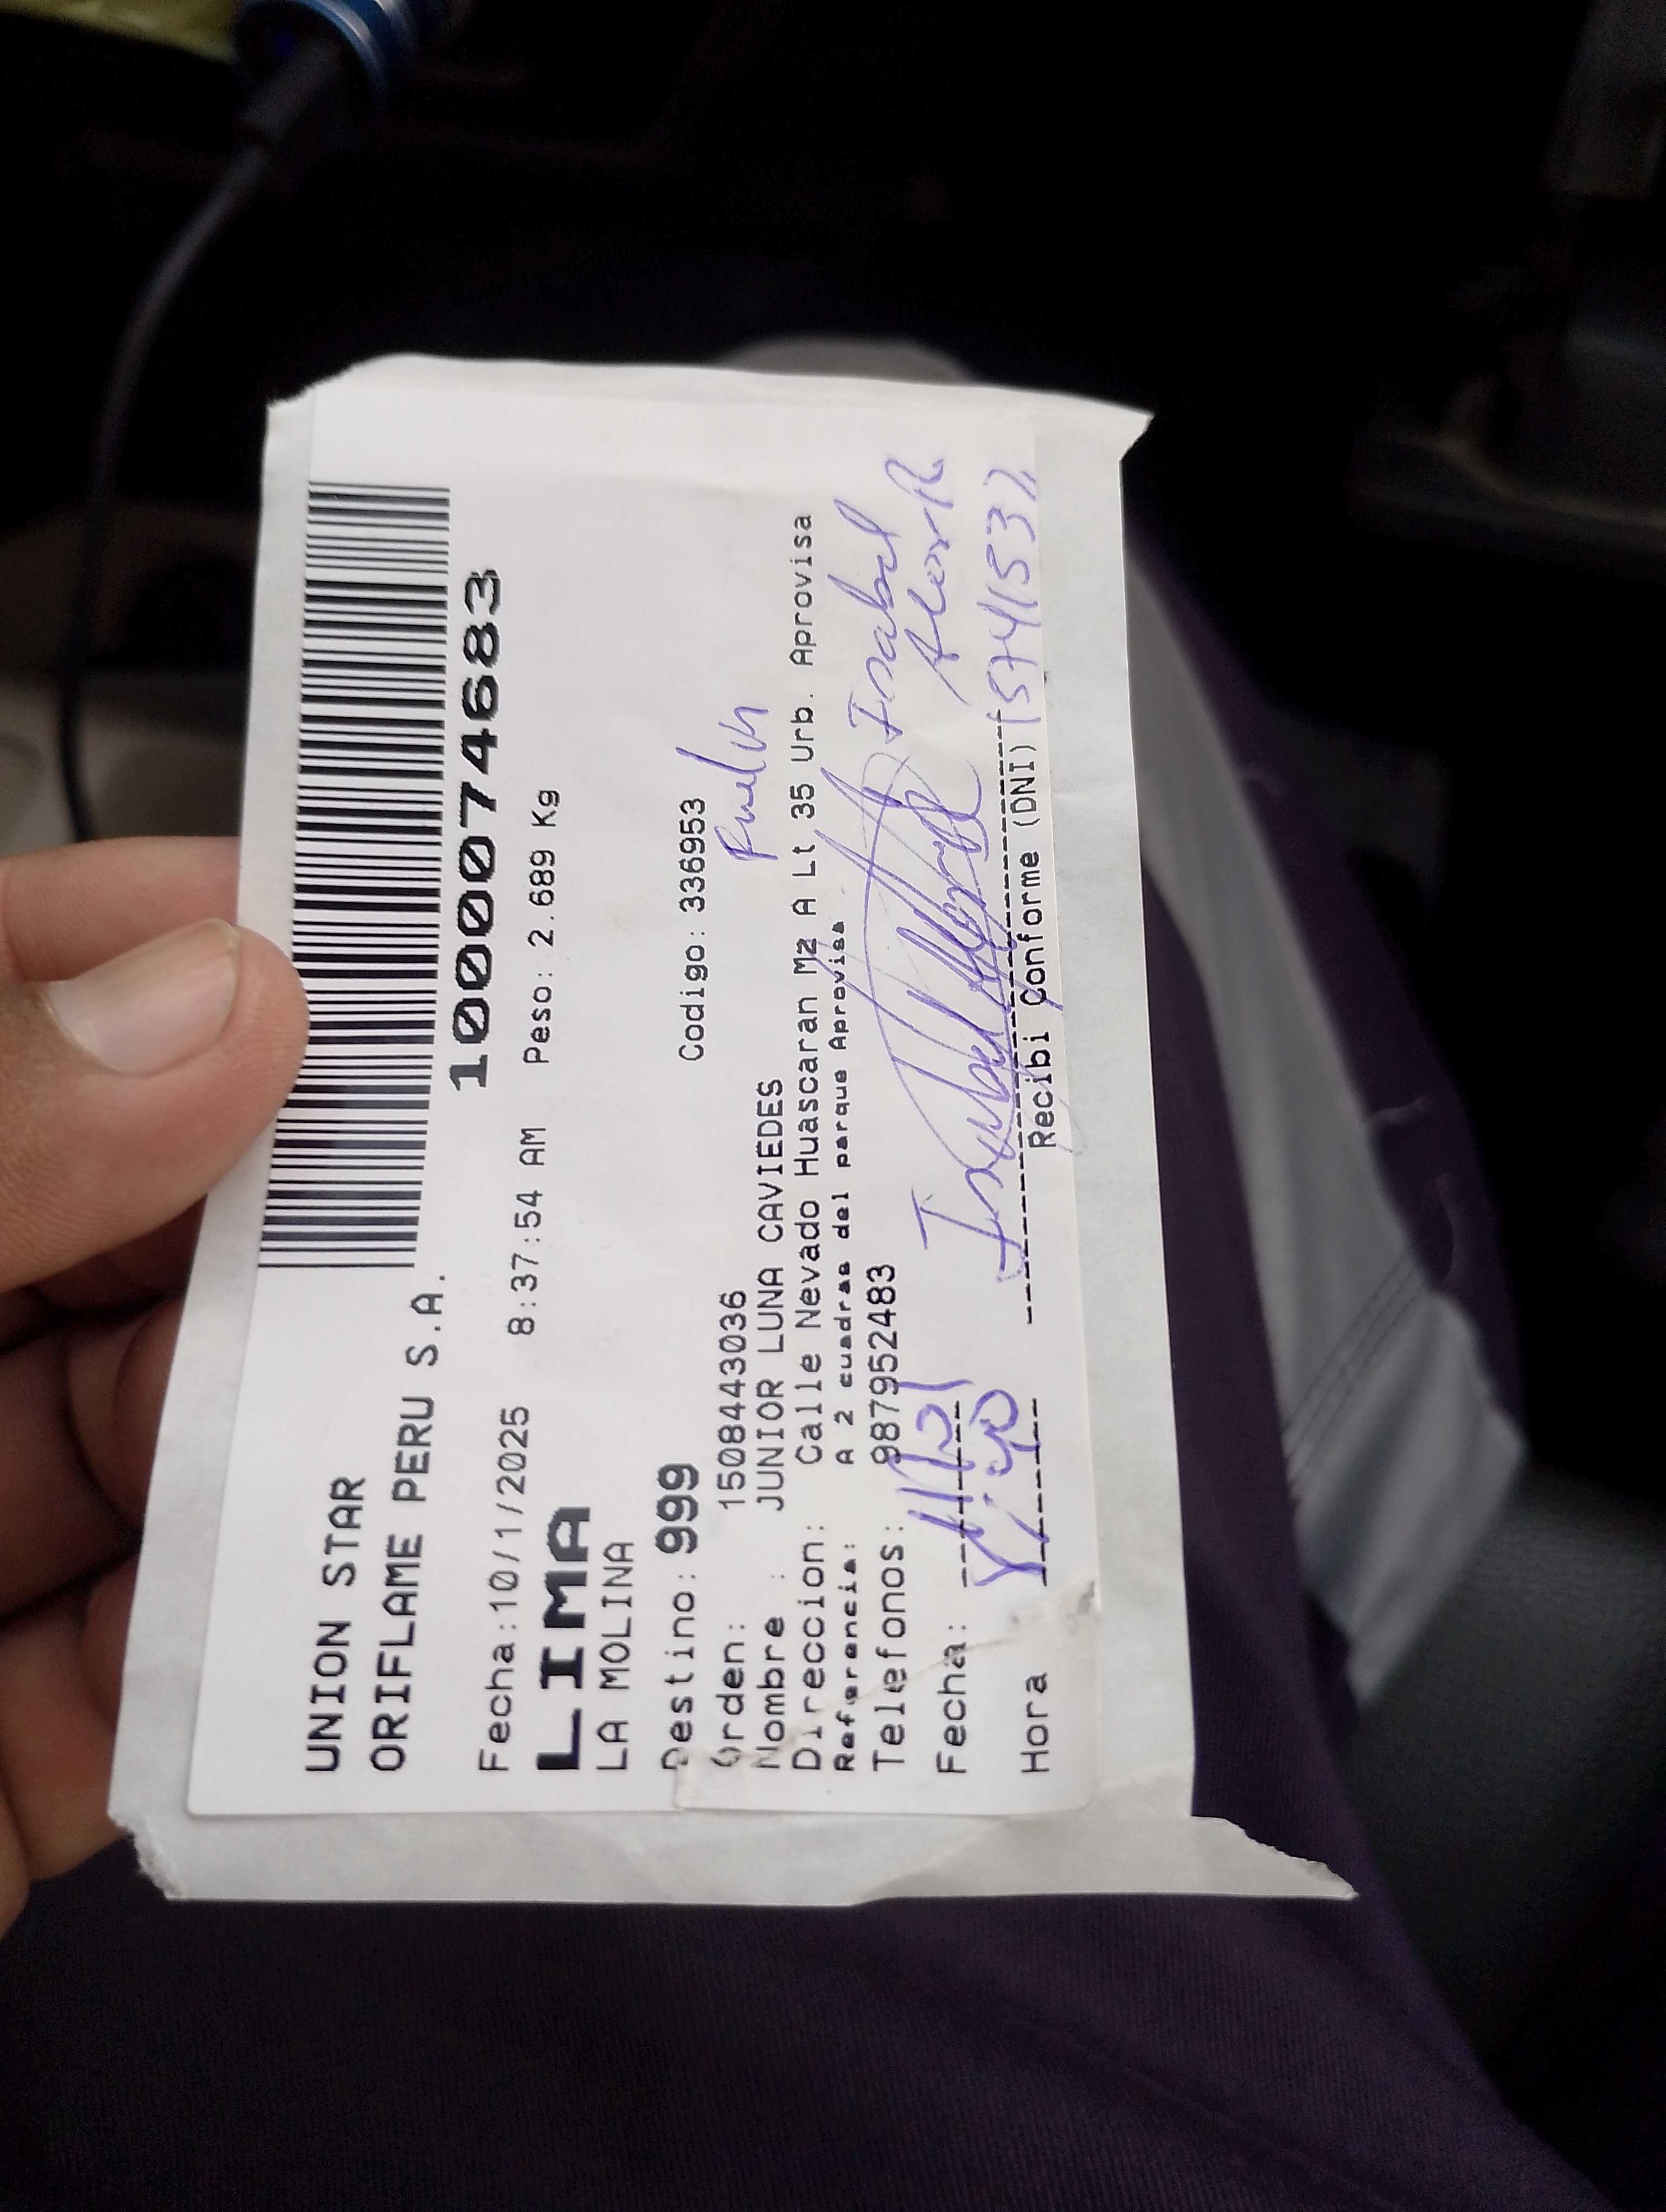 UNION STAR
ORIFLAME PERU S.A.
1000074683
Fecha:10/1/2025 8:37:54 AM Peso: 2.689 Kg
LIMA
LA MOLINA
Destino: 999 Codigo: 336953
Orden: 1508443036
Nombre : JUNIOR LUNA CAVIEDES
Direccion: Calle Nevado Huascaran Mz A Lt 35 Urb. Aprovisa
Referencia: A 2 cuadras del parque Aprovisa
Telefonos: 987952483
Isabel
Fecha:
Hora
Recibi Conforme (DNI)